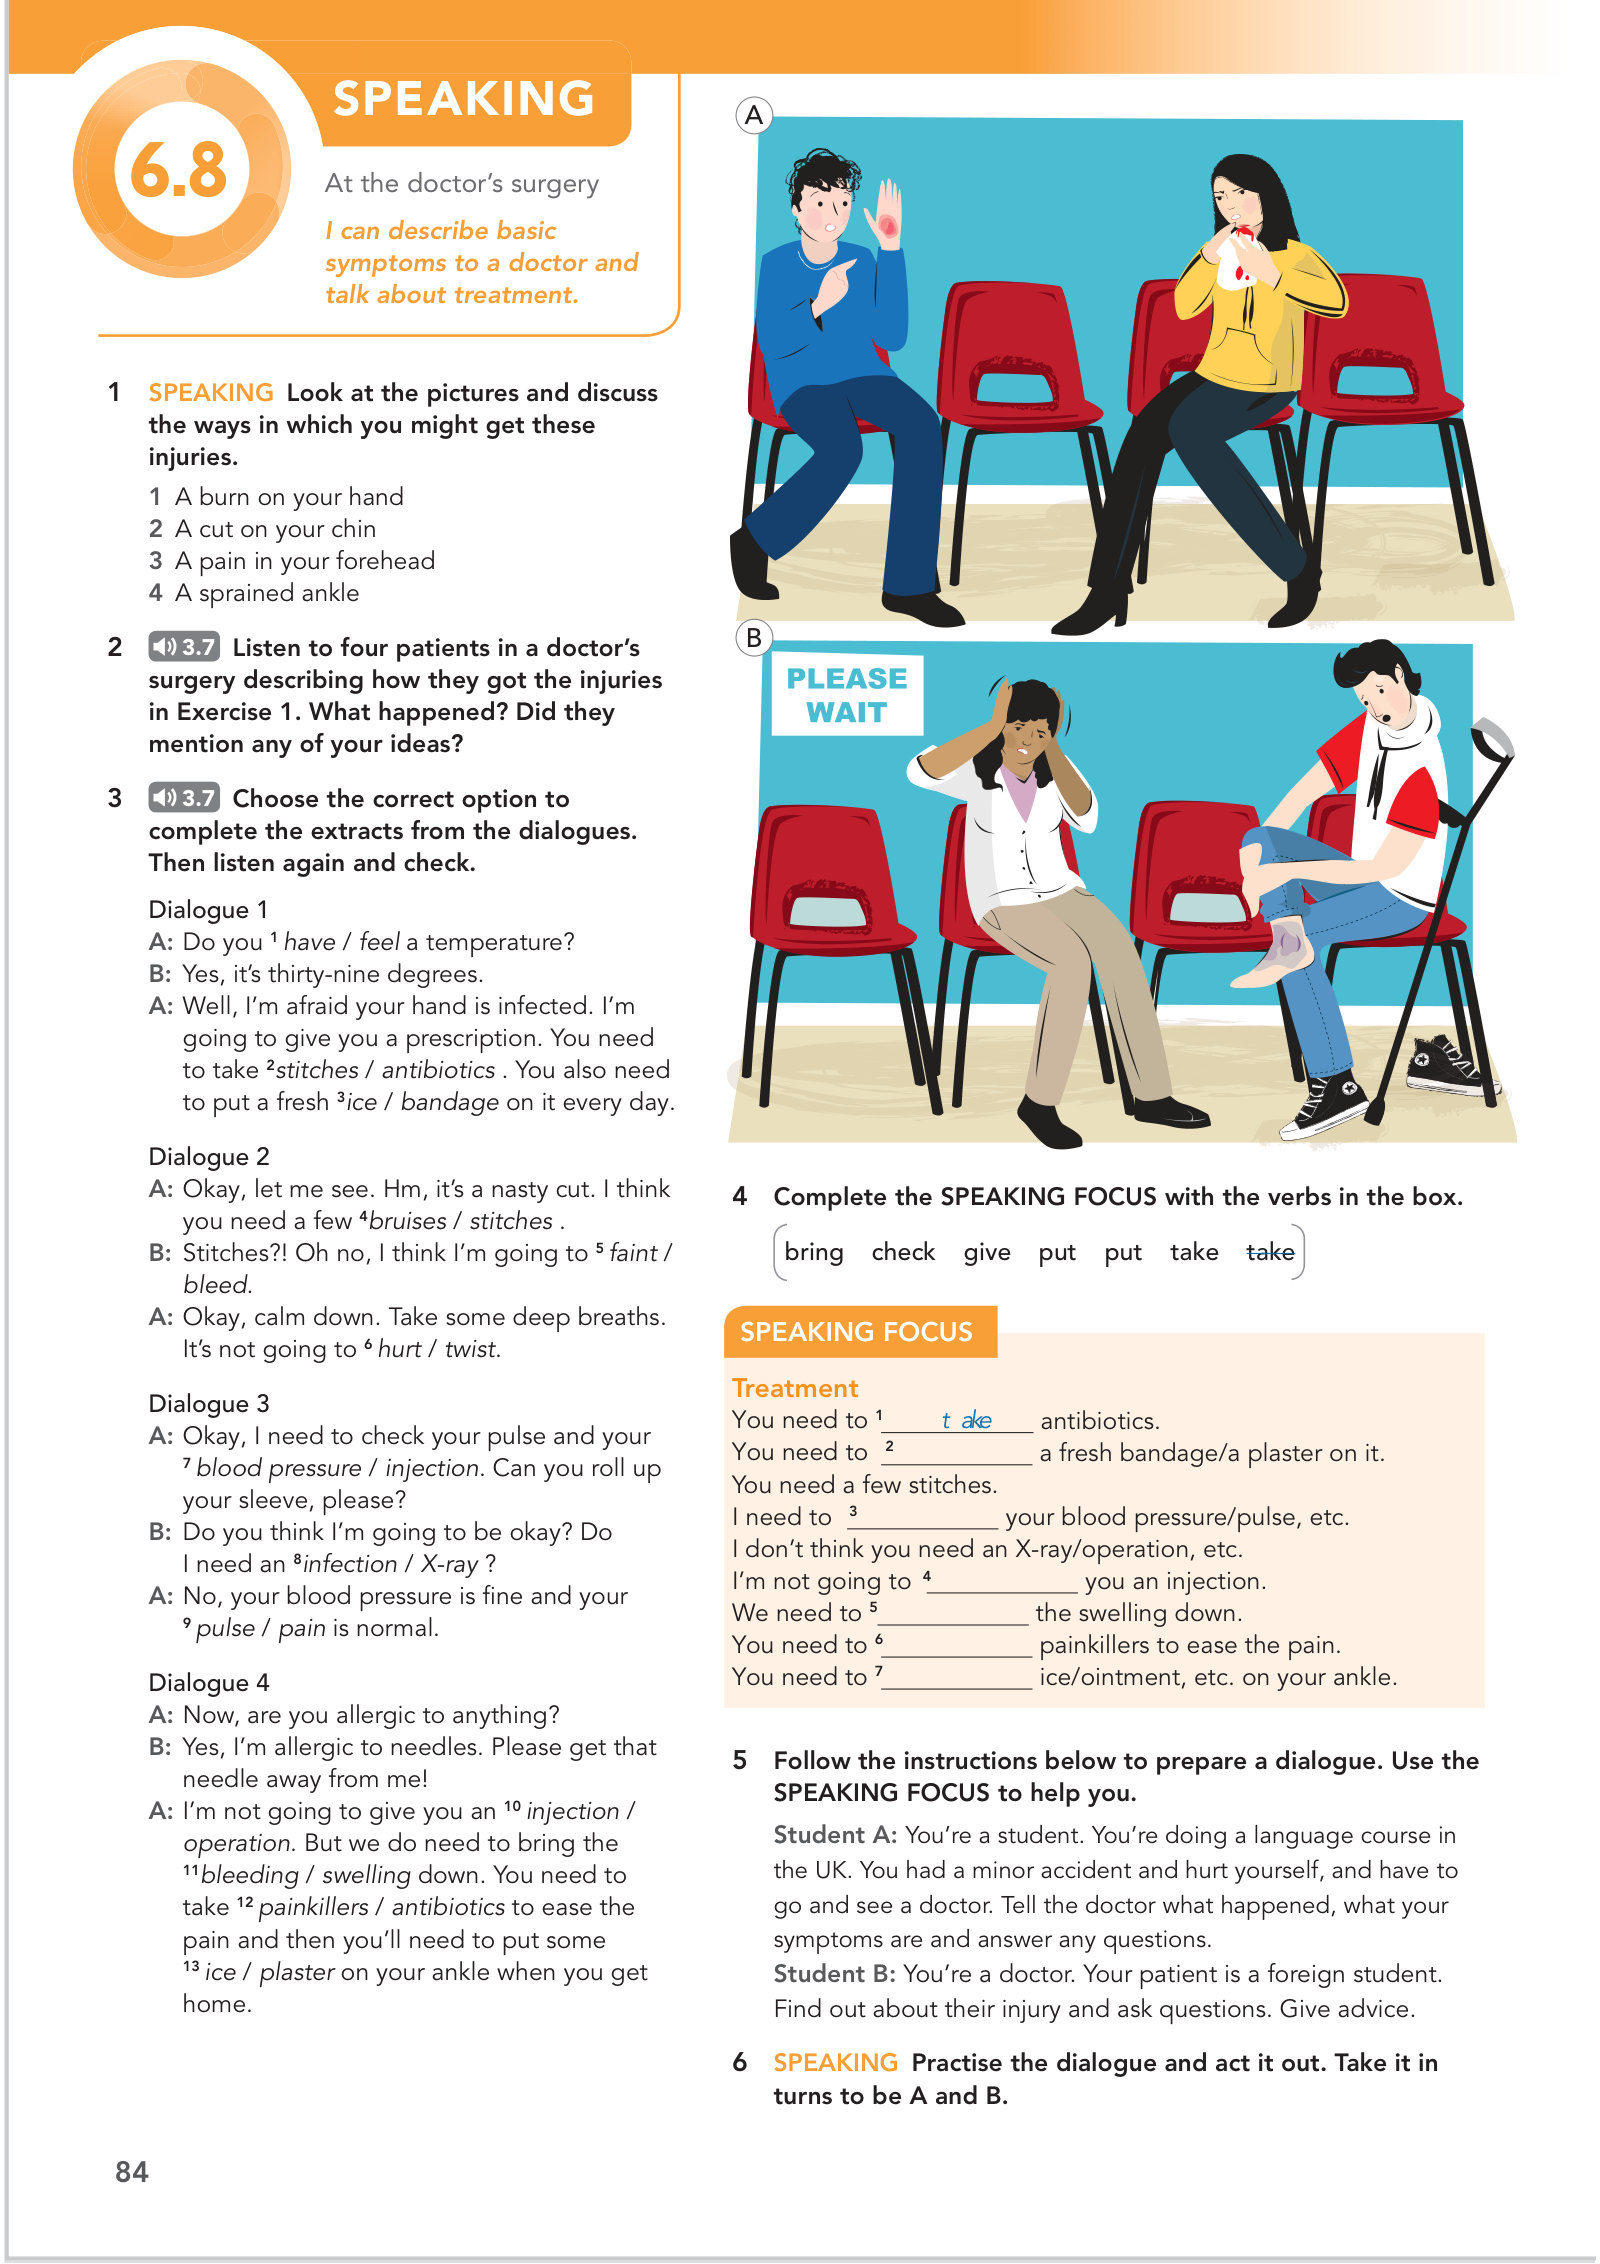 SPEAKING
6.8
At the doctor's surgery
I can describe basic
symptoms to a doctor and
talk about treatment.
1 SPEAKING Look at the pictures and discuss
the ways in which you might get these
injuries.
1 A burn on your hand
2 A cut on your chin
3 A pain in your forehead
4 A sprained ankle
2 3.7 Listen to four patients in a doctor's
surgery describing how they got the injuries
in Exercise 1. What happened? Did they
mention any of your ideas?
3 3.7 Choose the correct option to
complete the extracts from the dialogues.
Then listen again and check.
Dialogue 1
A: Do you 1 have / feel a temperature?
B: Yes, it's thirty-nine degrees.
A: Well, I'm afraid your hand is infected. I'm
going to give you a prescription. You need
to take 2 stitches / antibiotics . You also need
to put a fresh 3 ice / bandage on it every day.
Dialogue 2
A: Okay, let me see. Hm, it's a nasty cut. I think
you need a few 4 bruises / stitches .
B: Stitches?! Oh no, I think I'm going to 5 faint /
bleed.
A: Okay, calm down. Take some deep breaths.
It's not going to 6 hurt / twist.
Dialogue 3
A: Okay, I need to check your pulse and your
7 blood pressure / injection. Can you roll up
your sleeve, please?
B: Do you think I'm going to be okay? Do
I need an 8 infection / X-ray ?
A: No, your blood pressure is fine and your
9 pulse / pain is normal.
Dialogue 4
A: Now, are you allergic to anything?
B: Yes, I'm allergic to needles. Please get that
needle away from me!
A: I'm not going to give you an 10 injection /
operation. But we do need to bring the
11 bleeding / swelling down. You need to
take 12 painkillers / antibiotics to ease the
pain and then you'll need to put some
13 ice / plaster on your ankle when you get
home.
A
B
PLEASE
WAIT
4 Complete the SPEAKING FOCUS with the verbs in the box.
bring check give put put take take
SPEAKING FOCUS
Treatment
You need to 1 take antibiotics.
You need to 2 ____ a fresh bandage/a plaster on it.
You need a few stitches.
I need to 3 ____ your blood pressure/pulse, etc.
I don't think you need an X-ray/operation, etc.
I'm not going to 4 ____ you an injection.
We need to 5 ____ the swelling down.
You need to 6 ____ painkillers to ease the pain.
You need to 7 ____ ice/ointment, etc. on your ankle.
5 Follow the instructions below to prepare a dialogue. Use the
SPEAKING FOCUS to help you.
Student A: You're a student. You're doing a language course in
the UK. You had a minor accident and hurt yourself, and have to
go and see a doctor. Tell the doctor what happened, what your
symptoms are and answer any questions.
Student B: You're a doctor. Your patient is a foreign student.
Find out about their injury and ask questions. Give advice.
6 SPEAKING Practise the dialogue and act it out. Take it in
turns to be A and B.
84